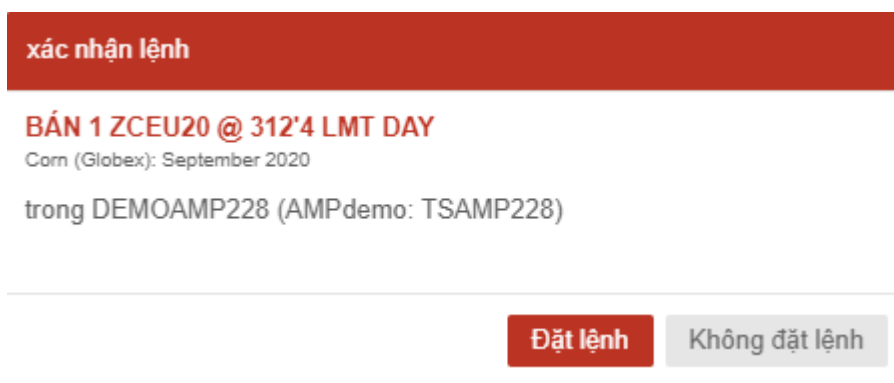 xác nhận lệnh
BÁN 1 ZCEU20 @ 312'4 LMT DAY
Corn (Globex): September 2020
trong DEMOAMP228 (AMPdemo: TSAMP228)
Đặt lệnh Không đặt lệnh